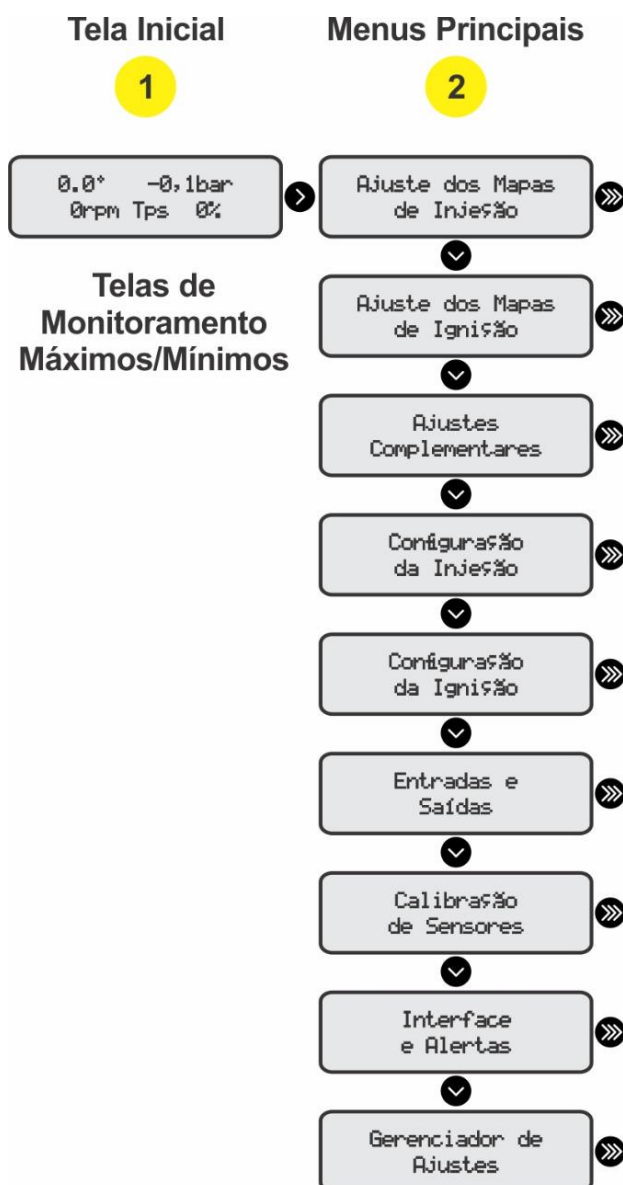 Tela Inicial
Menus Principais
1
2
0.0° -0,1bar
0rpm Tps 0%
Telas de
Monitoramento
Máximos/Mínimos
Ajuste dos Mapas
de Injeção
Ajuste dos Mapas
de Ignição
Ajustes
Complementares
Configuração
da Injeção
Configuração
da Ignição
Entradas e
Saídas
Calibração
de Sensores
Interface
e Alertas
Gerenciador de
Ajustes